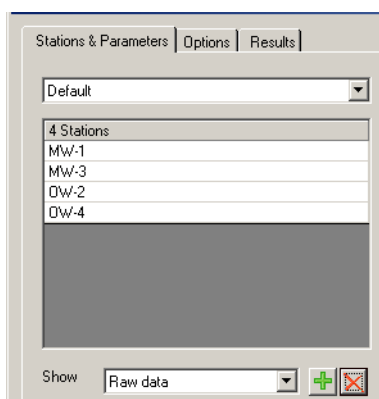 Stations & Parameters Options Results
Default
4 Stations
MW-1
MW-3
OW-2
OW-4
Show Raw data